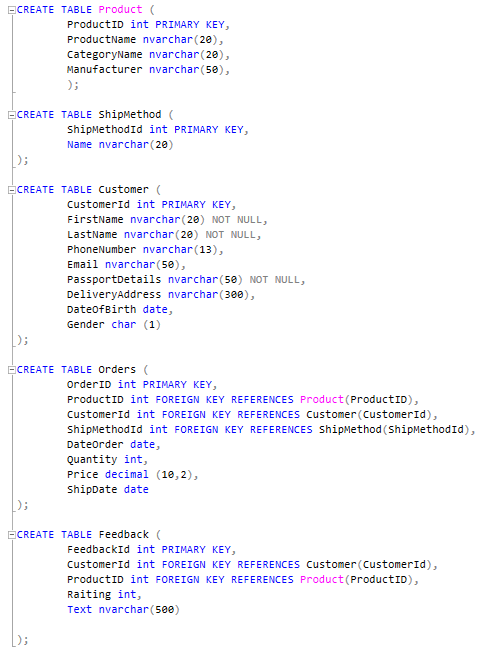 CREATE TABLE Product (
ProductID int PRIMARY KEY,
ProductName nvarchar(20),
CategoryName nvarchar(20),
Manufacturer nvarchar(50),
);
CREATE TABLE ShipMethod (
ShipMethodId int PRIMARY KEY,
Name nvarchar(20)
);
CREATE TABLE Customer (
CustomerId int PRIMARY KEY,
FirstName nvarchar(20) NOT NULL,
LastName nvarchar(20) NOT NULL,
PhoneNumber nvarchar(13),
Email nvarchar(50),
PassportDetails nvarchar(50) NOT NULL,
DeliveryAddress nvarchar(300),
DateOfBirth date,
Gender char (1)
);
CREATE TABLE Orders (
OrderID int PRIMARY KEY,
ProductID int FOREIGN KEY REFERENCES Product(ProductID),
CustomerId int FOREIGN KEY REFERENCES Customer(CustomerId),
ShipMethodId int FOREIGN KEY REFERENCES ShipMethod(ShipMethodId),
DateOrder date,
Quantity int,
Price decimal (10,2),
ShipDate date
);
CREATE TABLE Feedback (
FeedbackId int PRIMARY KEY,
CustomerId int FOREIGN KEY REFERENCES Customer(CustomerId),
ProductID int FOREIGN KEY REFERENCES Product(ProductID),
Raiting int,
Text nvarchar(500)
);